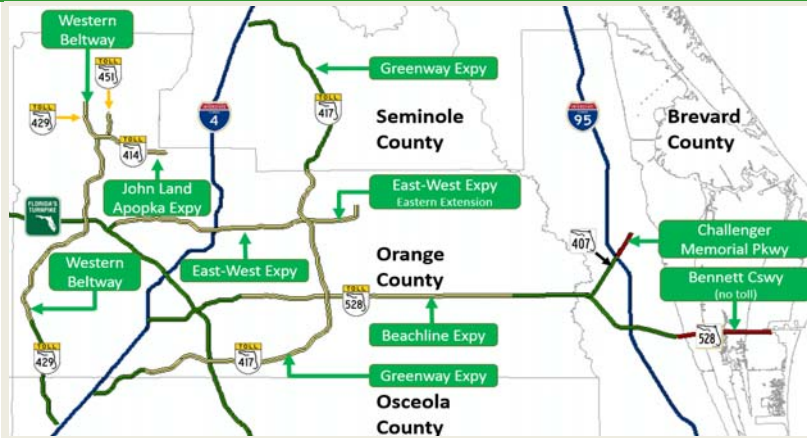 Western
Beltway
TOLL
451
TOLL
429
TOLL
414
John Land
Apopka Expy
FLORIDA'S
TURNPIKE
Western
Beltway
TOLL
429
INTERSTATE
4
Greenway Expy
TOLL
417
Seminole
County
East-West Expy
Eastern Extension
East-West Expy
Orange
County
TOLL
528
Beachline Expy
TOLL
417
Greenway Expy
Osceola
County
INTERSTATE
95
Brevard
County
407
Challenger
Memorial Pkwy
Bennett Cswy
(no toll)
528